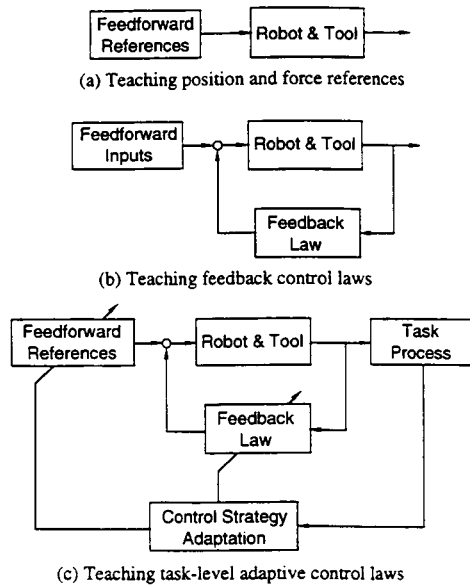 Feedforward
References
Robot & Tool
(a) Teaching position and force references
Feedforward
Inputs
Robot & Tool
Feedback
Law
(b) Teaching feedback control laws
Feedforward
References
Robot & Tool
Task
Process
Feedback
Law
Control Strategy
Adaptation
(c) Teaching task-level adaptive control laws